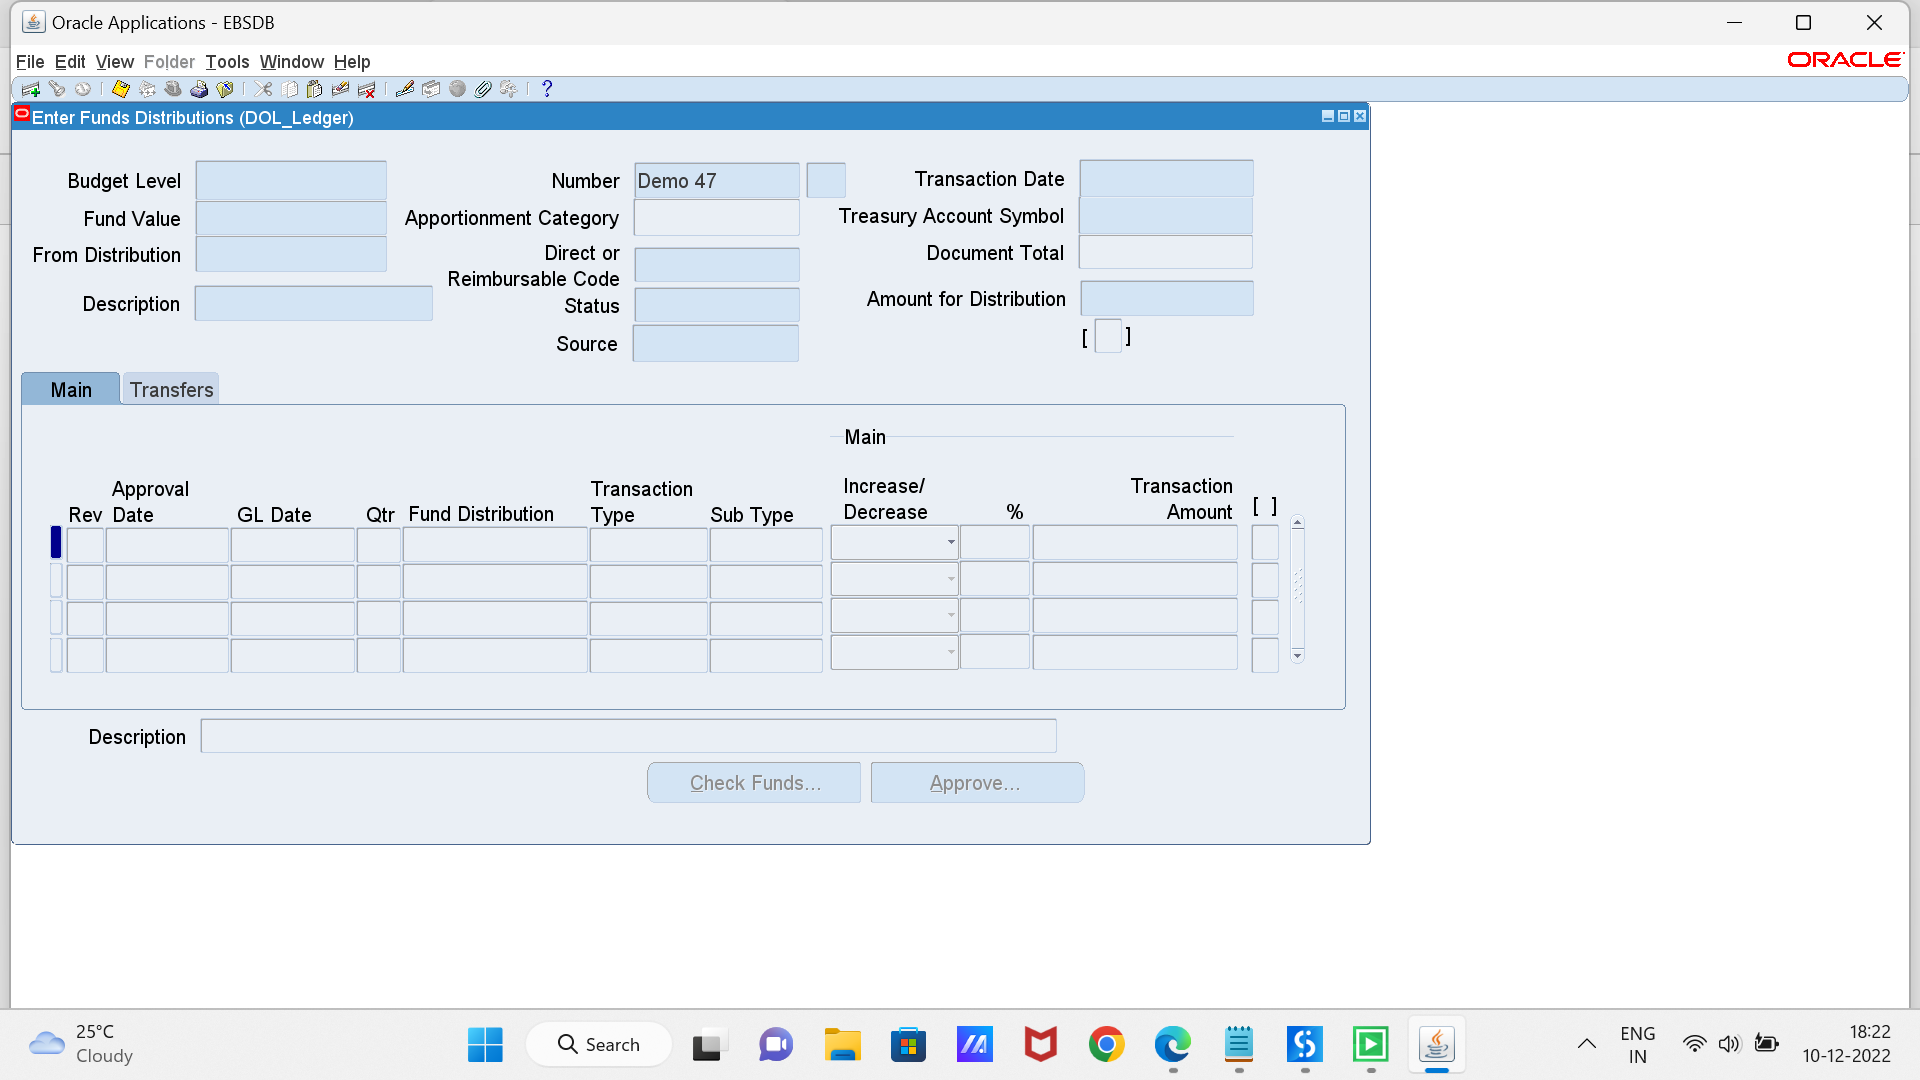 Oracle Applications - EBSDB
File Edit View Folder Tools Window Help
ORACLE
Enter Funds Distributions (DOL_Ledger)
Budget Level
Number
Demo 47
Transaction Date
Fund Value
Apportionment Category
Treasury Account Symbol
From Distribution
Direct or
Reimbursable Code
Document Total
Description
Status
Amount for Distribution
Source
[ ]
Main
Transfers
Main
Rev
Approval
Date
GL Date
Qtr
Fund Distribution
Transaction
Type
Sub Type
Increase/
Decrease
%
Transaction
Amount
[ ]
Description
Check Funds...
Approve...
25°C
Cloudy
Search
ENG
IN
18:22
10-12-2022